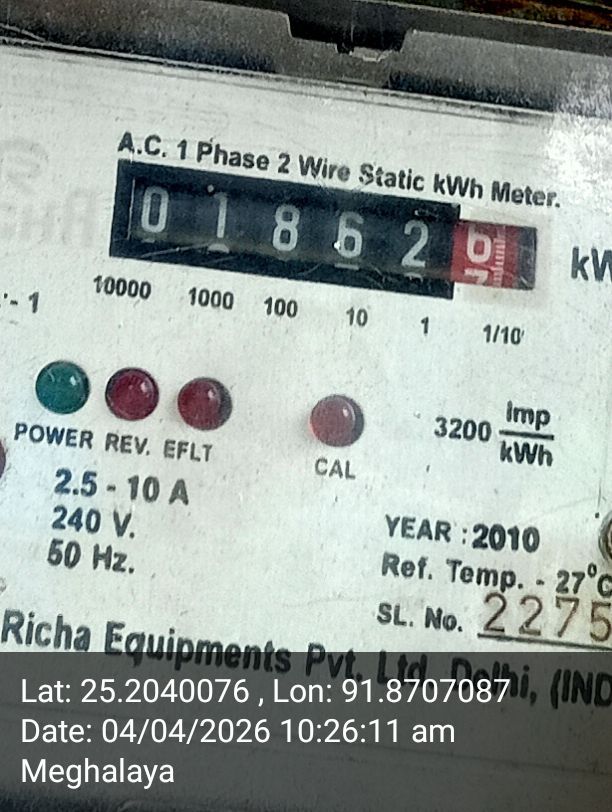 A.C. 1 Phase 2 Wire Static kWh Meter.
0 1 8 6 2 6
7
10000 1000 100 10 1 1/10
- 1
POWER REV. EFLT
CAL
3200 Imp
kWh
2.5 - 10 A
240 V.
50 Hz.
YEAR : 2010
Ref. Temp. - 27°C
SL. No. 2275
Richa Equipments Pvt. Ltd. Delhi, (IND
Lat: 25.2040076 , Lon: 91.8707087
Date: 04/04/2026 10:26:11 am
Meghalaya